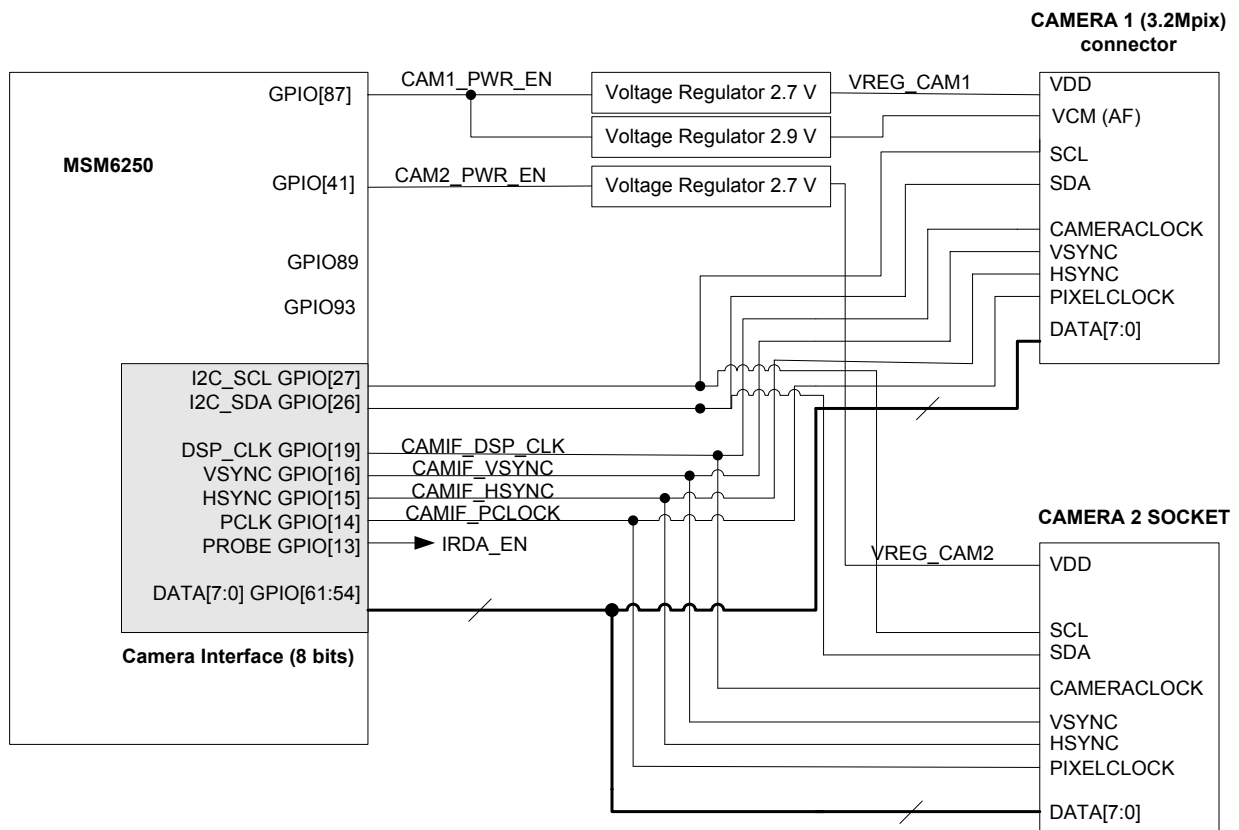 CAMERA 1 (3.2Mpix)
connector
MSM6250
GPIO[87]
CAM1_PWR_EN
Voltage Regulator 2.7 V
VREG_CAM1
VDD
Voltage Regulator 2.9 V
VCM (AF)
GPIO[41]
CAM2_PWR_EN
Voltage Regulator 2.7 V
SCL
SDA
GPIO89
GPIO93
CAMERACLOCK
VSYNC
HSYNC
PIXELCLOCK
DATA[7:0]
I2C_SCL GPIO[27]
I2C_SDA GPIO[26]
DSP_CLK GPIO[19]
CAMIF_DSP_CLK
VSYNC GPIO[16]
CAMIF_VSYNC
HSYNC GPIO[15]
CAMIF_HSYNC
PCLK GPIO[14]
CAMIF_PCLOCK
PROBE GPIO[13]
IRDA_EN
DATA[7:0] GPIO[61:54]
Camera Interface (8 bits)
CAMERA 2 SOCKET
VREG_CAM2
VDD
SCL
SDA
CAMERACLOCK
VSYNC
HSYNC
PIXELCLOCK
DATA[7:0]